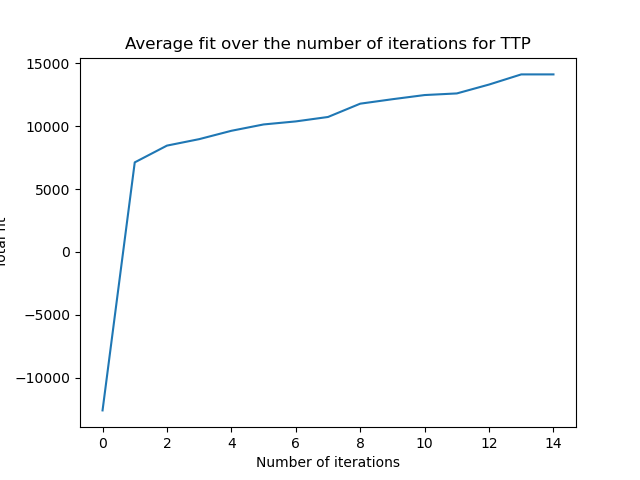 Average fit over the number of iterations for TTP
15000
10000
5000
0
−5000
−10000
0 2 4 6 8 10 12 14
Number of iterations
fit